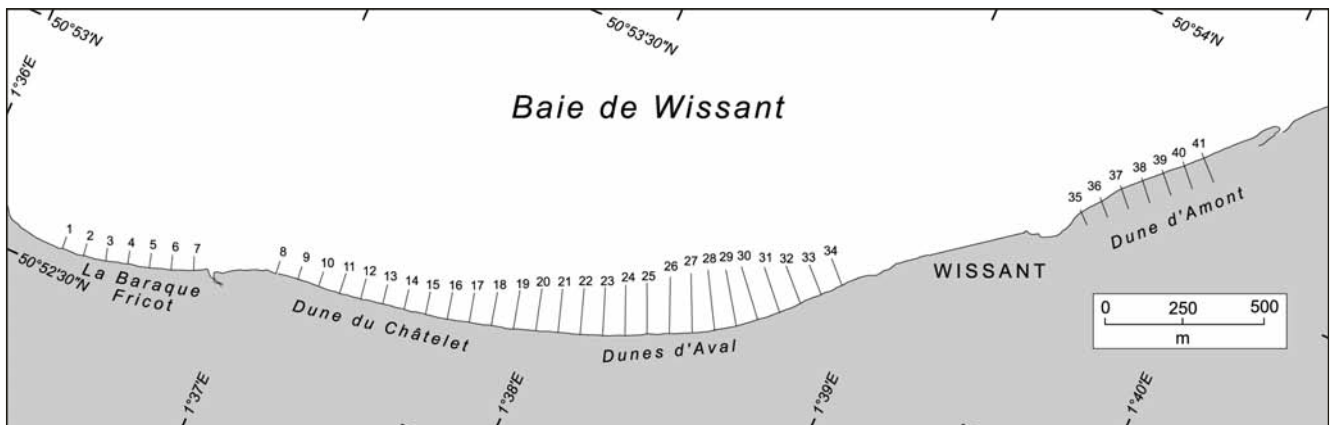 50°53'N
50°53'30"N
50°54'N
1°36'E
Baie de Wissant
1 2 3 4 5 6 7 8 9 10 11 12 13 14 15 16 17 18 19 20 21 22 23 24 25 26 27 28 29 30 31 32 33 34 35 36 37 38 39 40 41
50°52'30"N
La Baraque
Fricot
Dune du Châtelet
Dunes d'Aval
WISSANT
Dune d'Amont
0 250 500
m
1°37'E
1°38'E
1°39'E
1°40'E